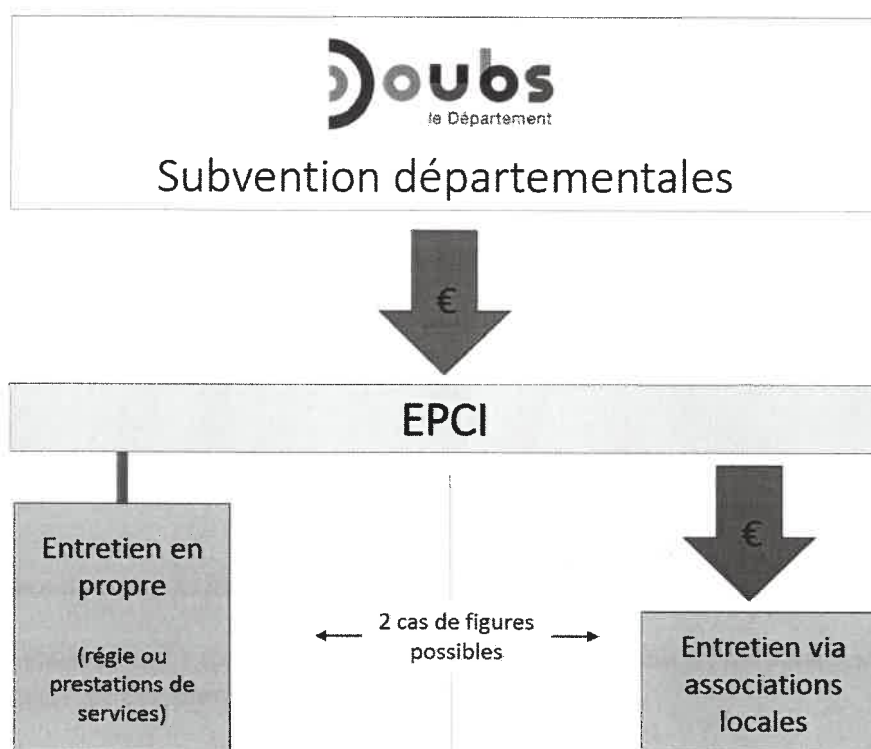 Doubs
le Département
Subvention départementales
€
EPCI
€
Entretien en
propre
(régie ou
prestations de
services)
2 cas de figures
possibles
Entretien via
associations
locales